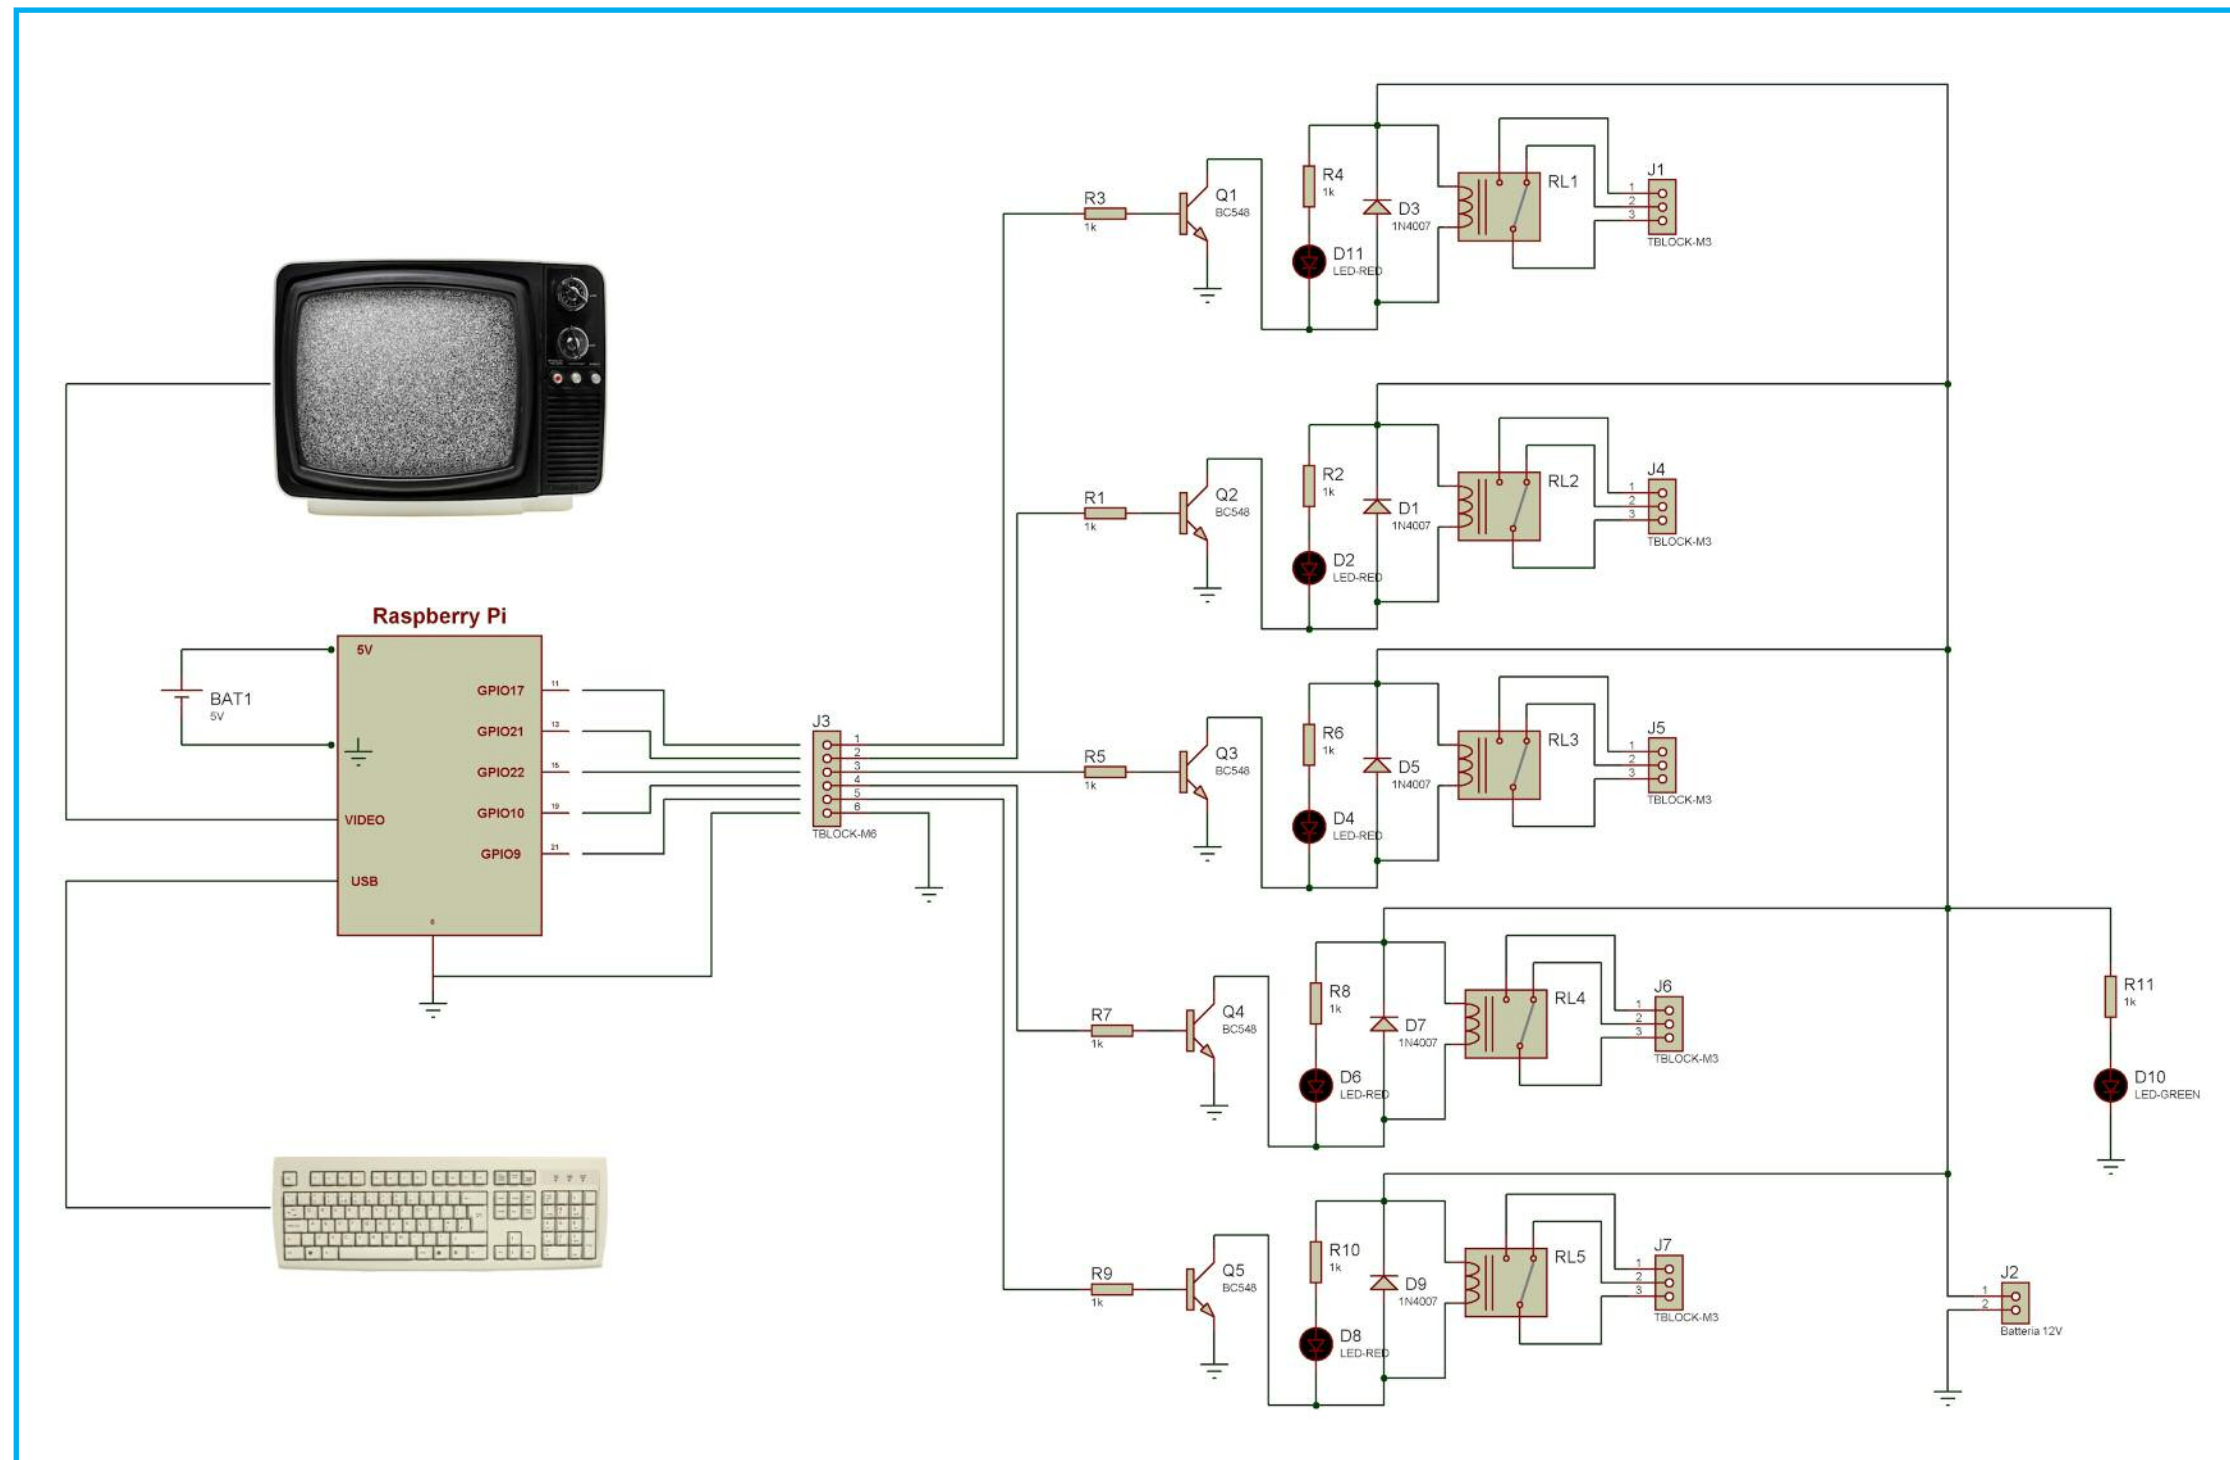 R3
1k
Q1
BC548
R4
1k
D11
LED-RED
D3
1N4007
RL1
J1
1
2
3
TBLOCK-M3
R1
1k
Q2
BC548
R2
1k
D2
LED-RED
D1
1N4007
RL2
J4
1
2
3
TBLOCK-M3
Raspberry Pi
5V
BAT1
5V
GPIO17
11
GPIO21
13
GPIO22
15
GPIO10
19
GPIO9
21
VIDEO
USB
6
J3
1
2
3
4
5
6
TBLOCK-M6
R5
1k
Q3
BC548
R6
1k
D4
LED-RED
D5
1N4007
RL3
J5
1
2
3
TBLOCK-M3
R7
1k
Q4
BC548
R8
1k
D6
LED-RED
D7
1N4007
RL4
J6
1
2
3
TBLOCK-M3
R11
1k
D10
LED-GREEN
R9
1k
Q5
BC548
R10
1k
D8
LED-RED
D9
1N4007
RL5
J7
1
2
3
TBLOCK-M3
J2
1
2
Batteria 12V